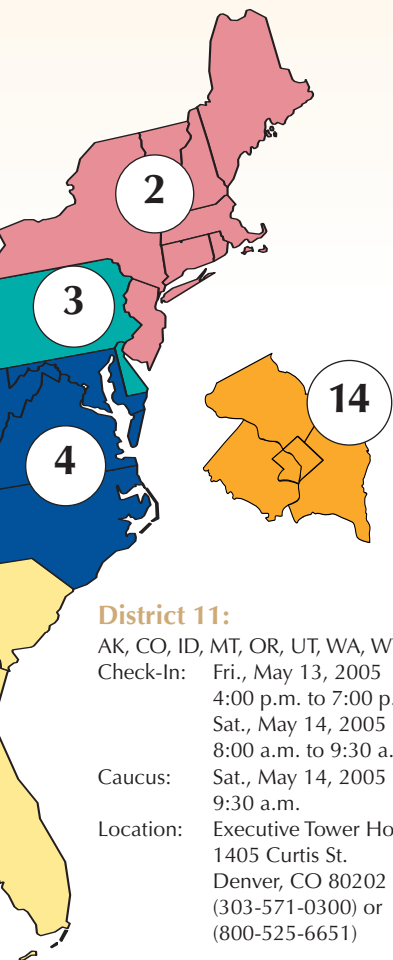 2
3
14
4
District 11:
AK, CO, ID, MT, OR, UT, WA,
Check-In: Fri., May 13, 2005
4:00 p.m. to 7:00
Sat., May 14, 2005
8:00 a.m. to 9:30
Caucus: Sat., May 14, 2005
9:30 a.m.
Location: Executive Tower
1405 Curtis St.
Denver, CO 80202
(303-571-0300) or
(800-525-6651)